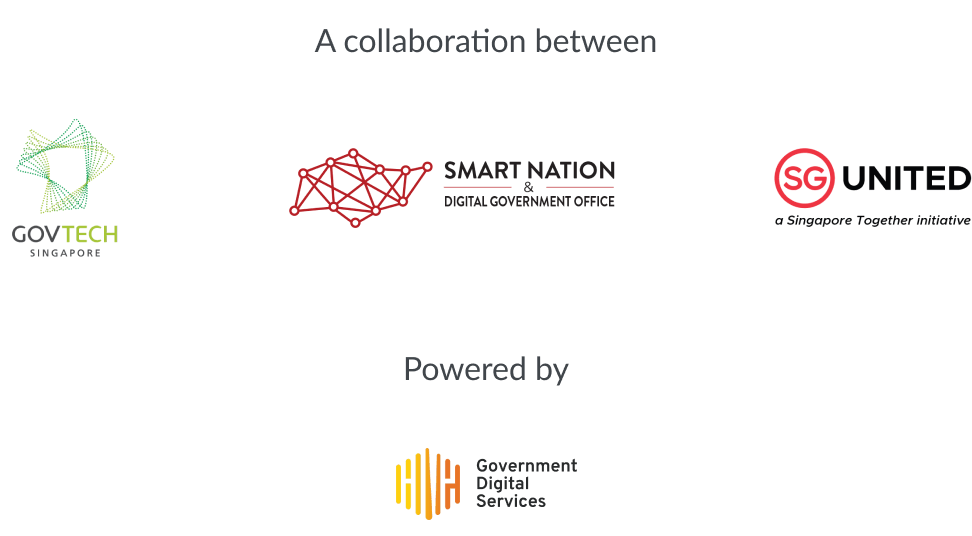 A collaboration between
GOVTECH
SINGAPORE
SMART NATION
&
DIGITAL GOVERNMENT OFFICE
SG UNITED
a Singapore Together initiative
Powered by
Government
Digital
Services